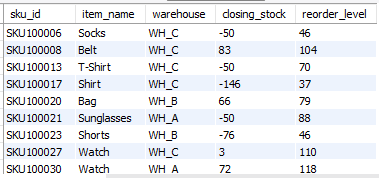 sku_id item_name warehouse closing_stock reorder_level
SKU100006 Socks WH_C -50 46
SKU100008 Belt WH_C 83 104
SKU100013 T-Shirt WH_C -50 70
SKU100017 Shirt WH_C -146 37
SKU100020 Bag WH_B 66 79
SKU100021 Sunglasses WH_A -50 88
SKU100023 Shorts WH_B -76 46
SKU100027 Watch WH_C 3 110
SKU100030 Watch WH_A 72 118